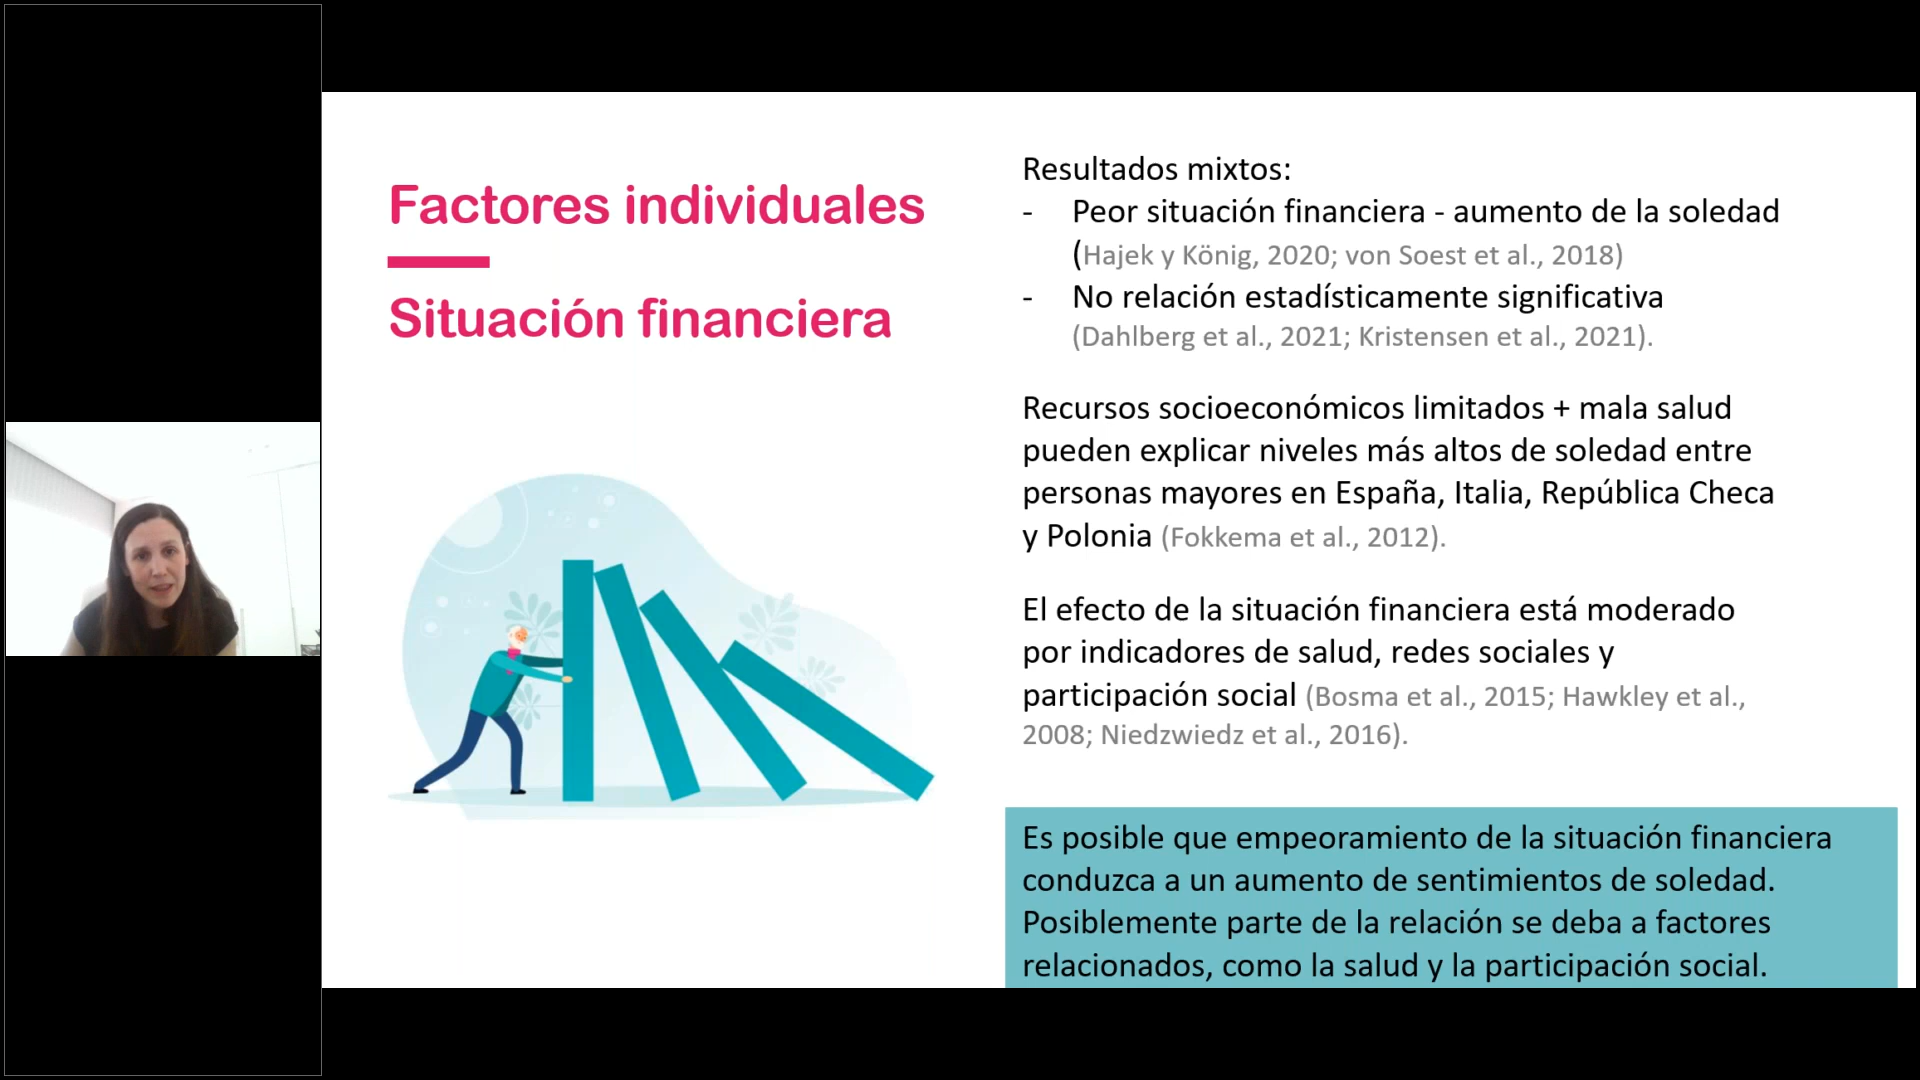 Factores individuales
Situación financiera
Resultados mixtos:
- Peor situación financiera - aumento de la soledad
(Hajek y König, 2020; von Soest et al., 2018)
- No relación estadísticamente significativa
(Dahlberg et al., 2021; Kristensen et al., 2021).
Recursos socioeconómicos limitados + mala salud
pueden explicar niveles más altos de soledad entre
personas mayores en España, Italia, República Checa
y Polonia (Fokkema et al., 2012).
El efecto de la situación financiera está moderado
por indicadores de salud, redes sociales y
participación social (Bosma et al., 2015; Hawkley et al.,
2008; Niedzwiedz et al., 2016).
Es posible que empeoramiento de la situación financiera
conduzca a un aumento de sentimientos de soledad.
Posiblemente parte de la relación se deba a factores
relacionados, como la salud y la participación social.